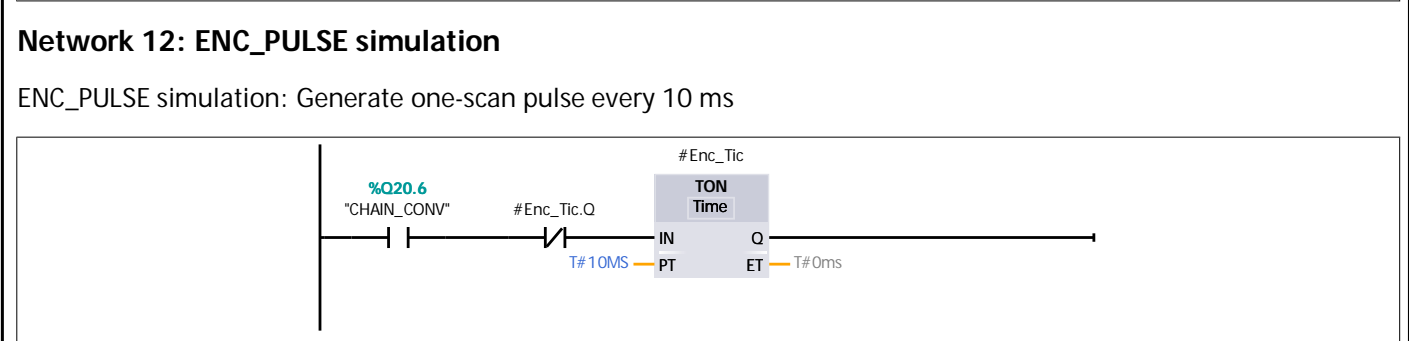 Network 12: ENC_PULSE simulation
ENC_PULSE simulation: Generate one-scan pulse every 10 ms
#Enc_Tic
%Q20.6
"CHAIN_CONV"
#Enc_Tic.Q
TON
Time
IN
Q
T#10MS
PT
ET
T#0ms